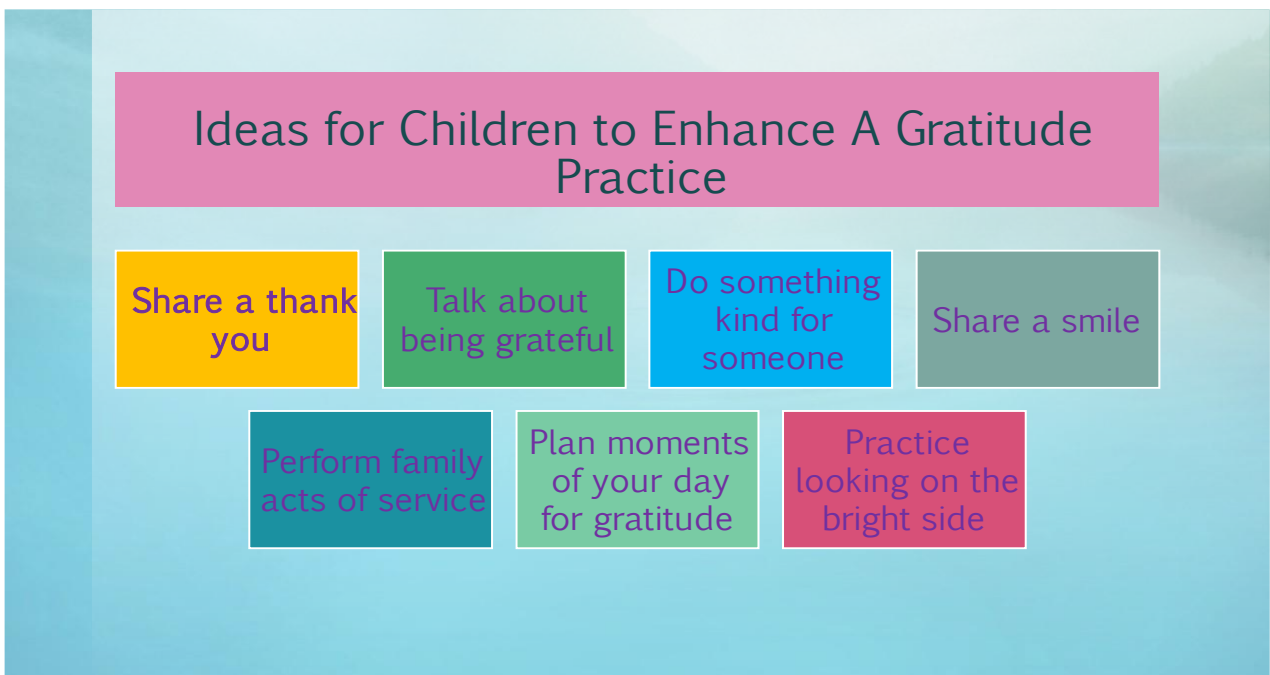 Ideas for Children to Enhance A Gratitude
Practice
Share a thank
you
Talk about
being grateful
Do something
kind for
someone
Share a smile
Perform family
acts of service
Plan moments
of your day
for gratitude
Practice
looking on the
bright side